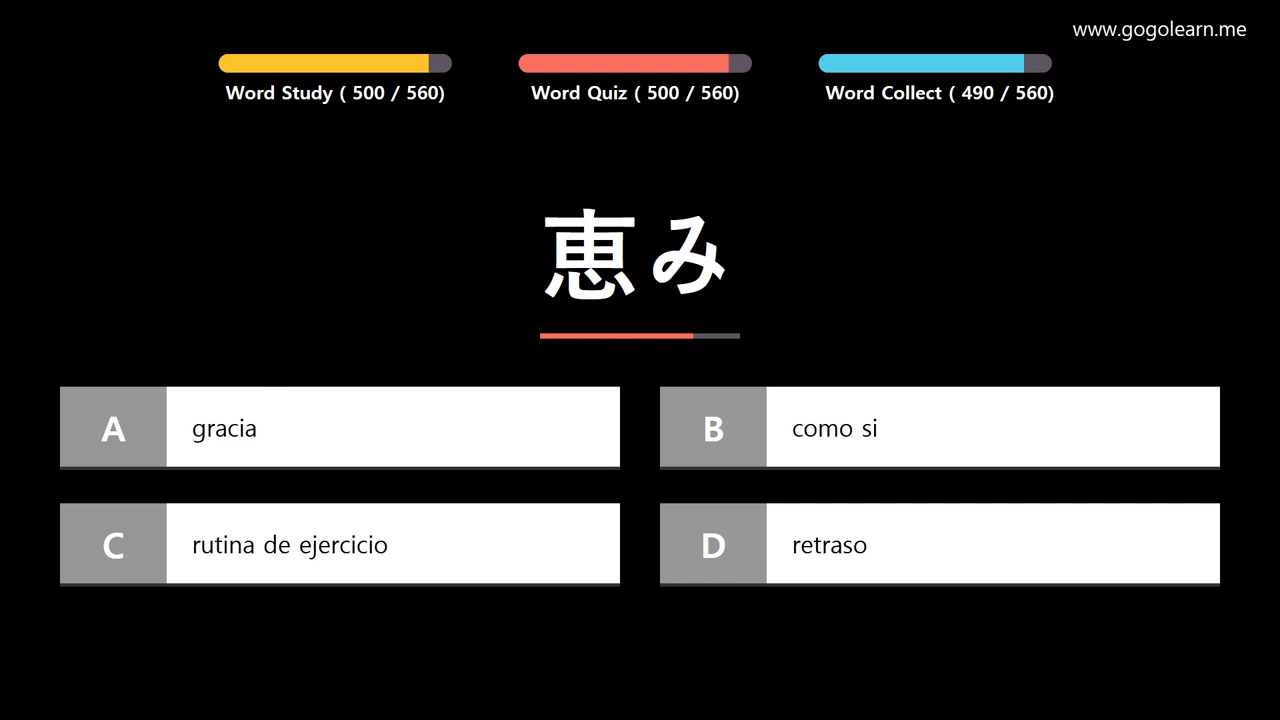 www.gogolearn.me
Word Study ( 500 / 560)
Word Quiz ( 500 / 560)
Word Collect ( 490 / 560)
恵み
A gracia
B como si
C rutina de ejercicio
D retraso